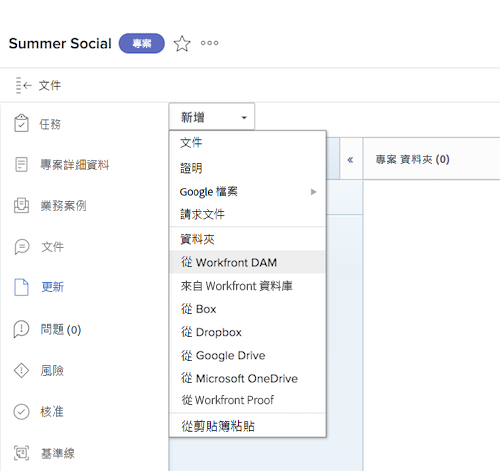 Summer Social 專案
文件
任務
專案詳細資料
業務案例
文件
更新
問題 (0)
風險
核准
基準線
新增
文件
證明
Google 檔案
請求文件
資料夾
從 Workfront DAM
來自 Workfront 資料庫
從 Box
從 Dropbox
從 Google Drive
從 Microsoft OneDrive
從 Workfront Proof
從剪貼簿粘貼
«
專案 資料夾 (0)